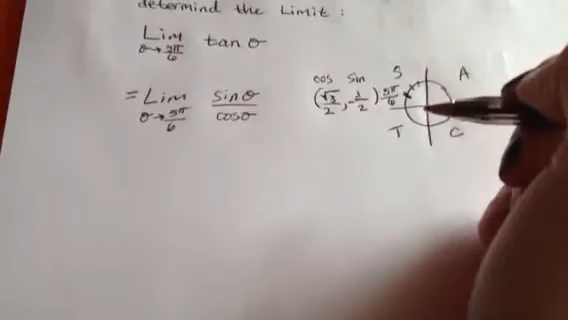 determind the Limit :
Lim tan θ
θ→5π/6
= Lim sinθ/cosθ
θ→5π/6
cos sin
(√3/2, -1/2) 5π/6
S A
T C